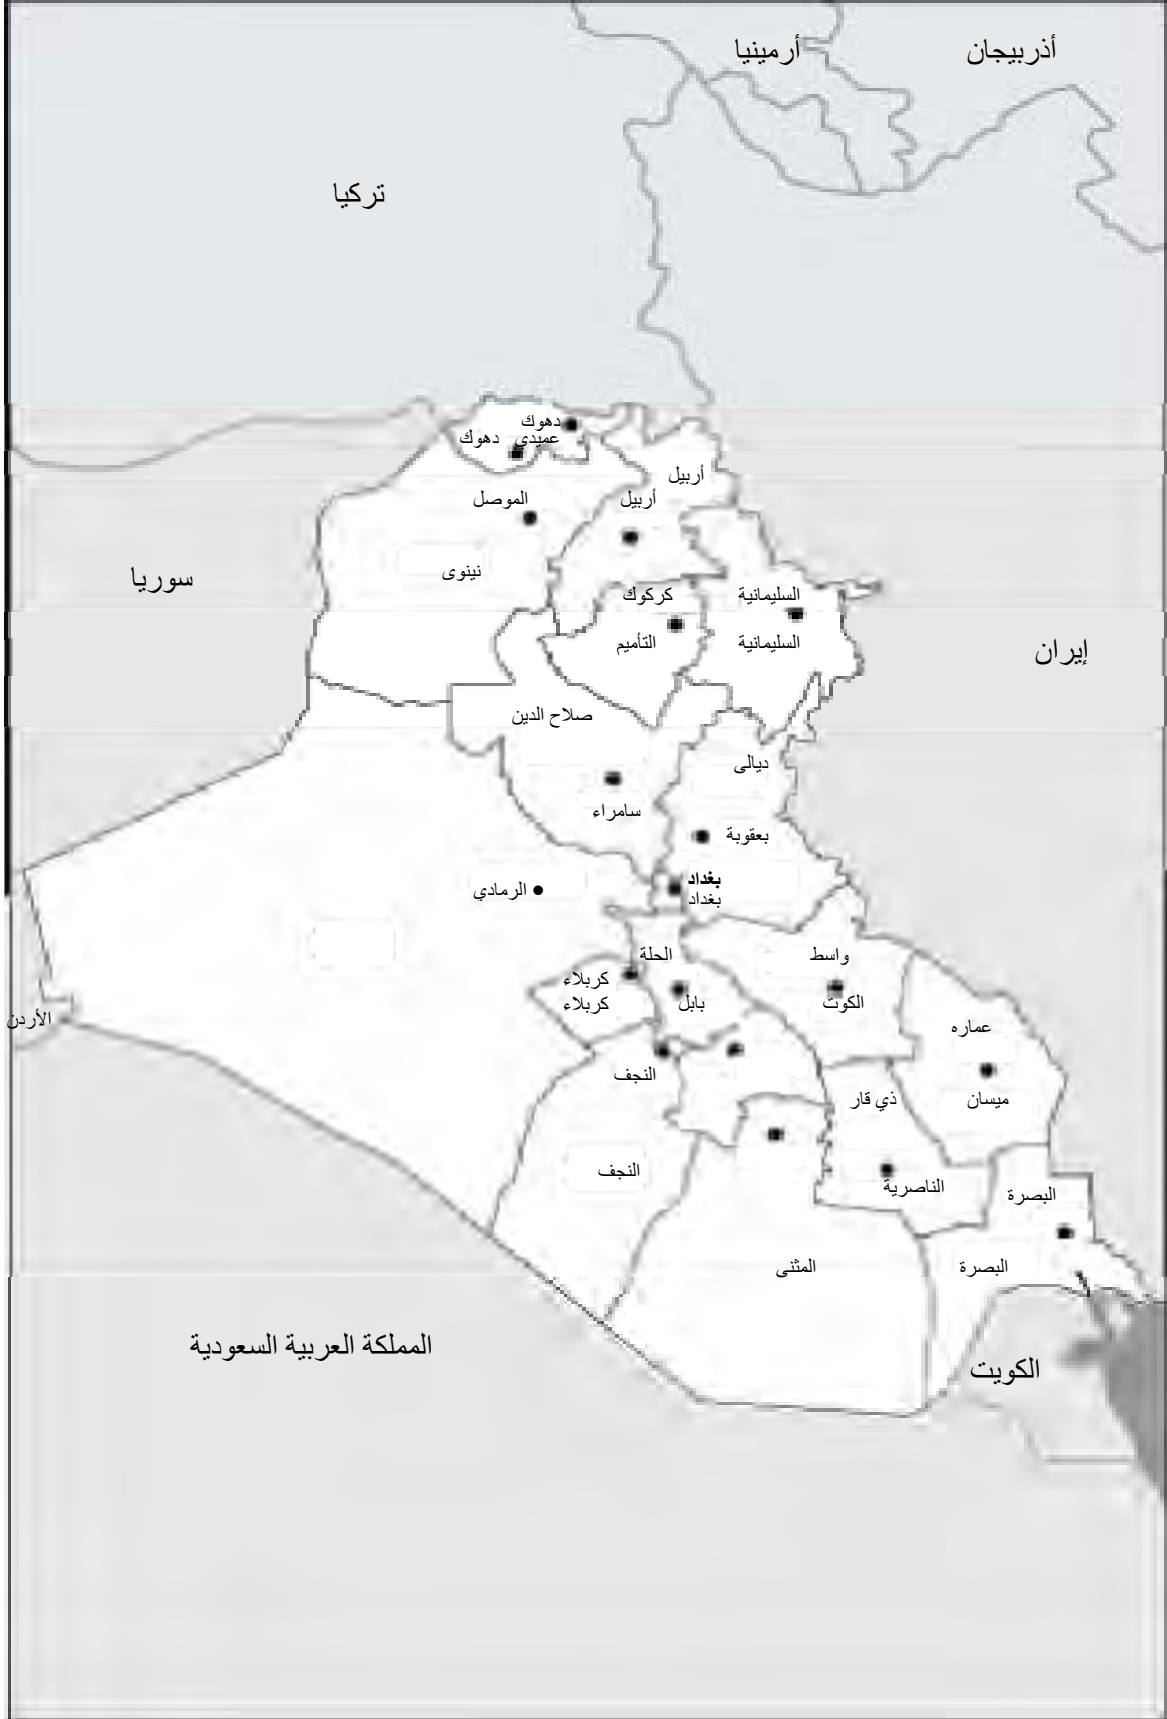 أذربيجان
أرمينيا
تركيا
دهوك
عميدي
دهوك
أربيل
أربيل
الموصل
نينوى
سوريا
كركوك
التأميم
السليمانية
السليمانية
إيران
صلاح الدين
ديالى
سامراء
بعقوبة
بغداد
بغداد
الرمادي
الحلة
واسط
كربلاء
كربلاء
بابل
الكوت
الأردن
عماره
النجف
ذي قار
ميسان
النجف
الناصرية
البصرة
المثنى
البصرة
المملكة العربية السعودية
الكويت